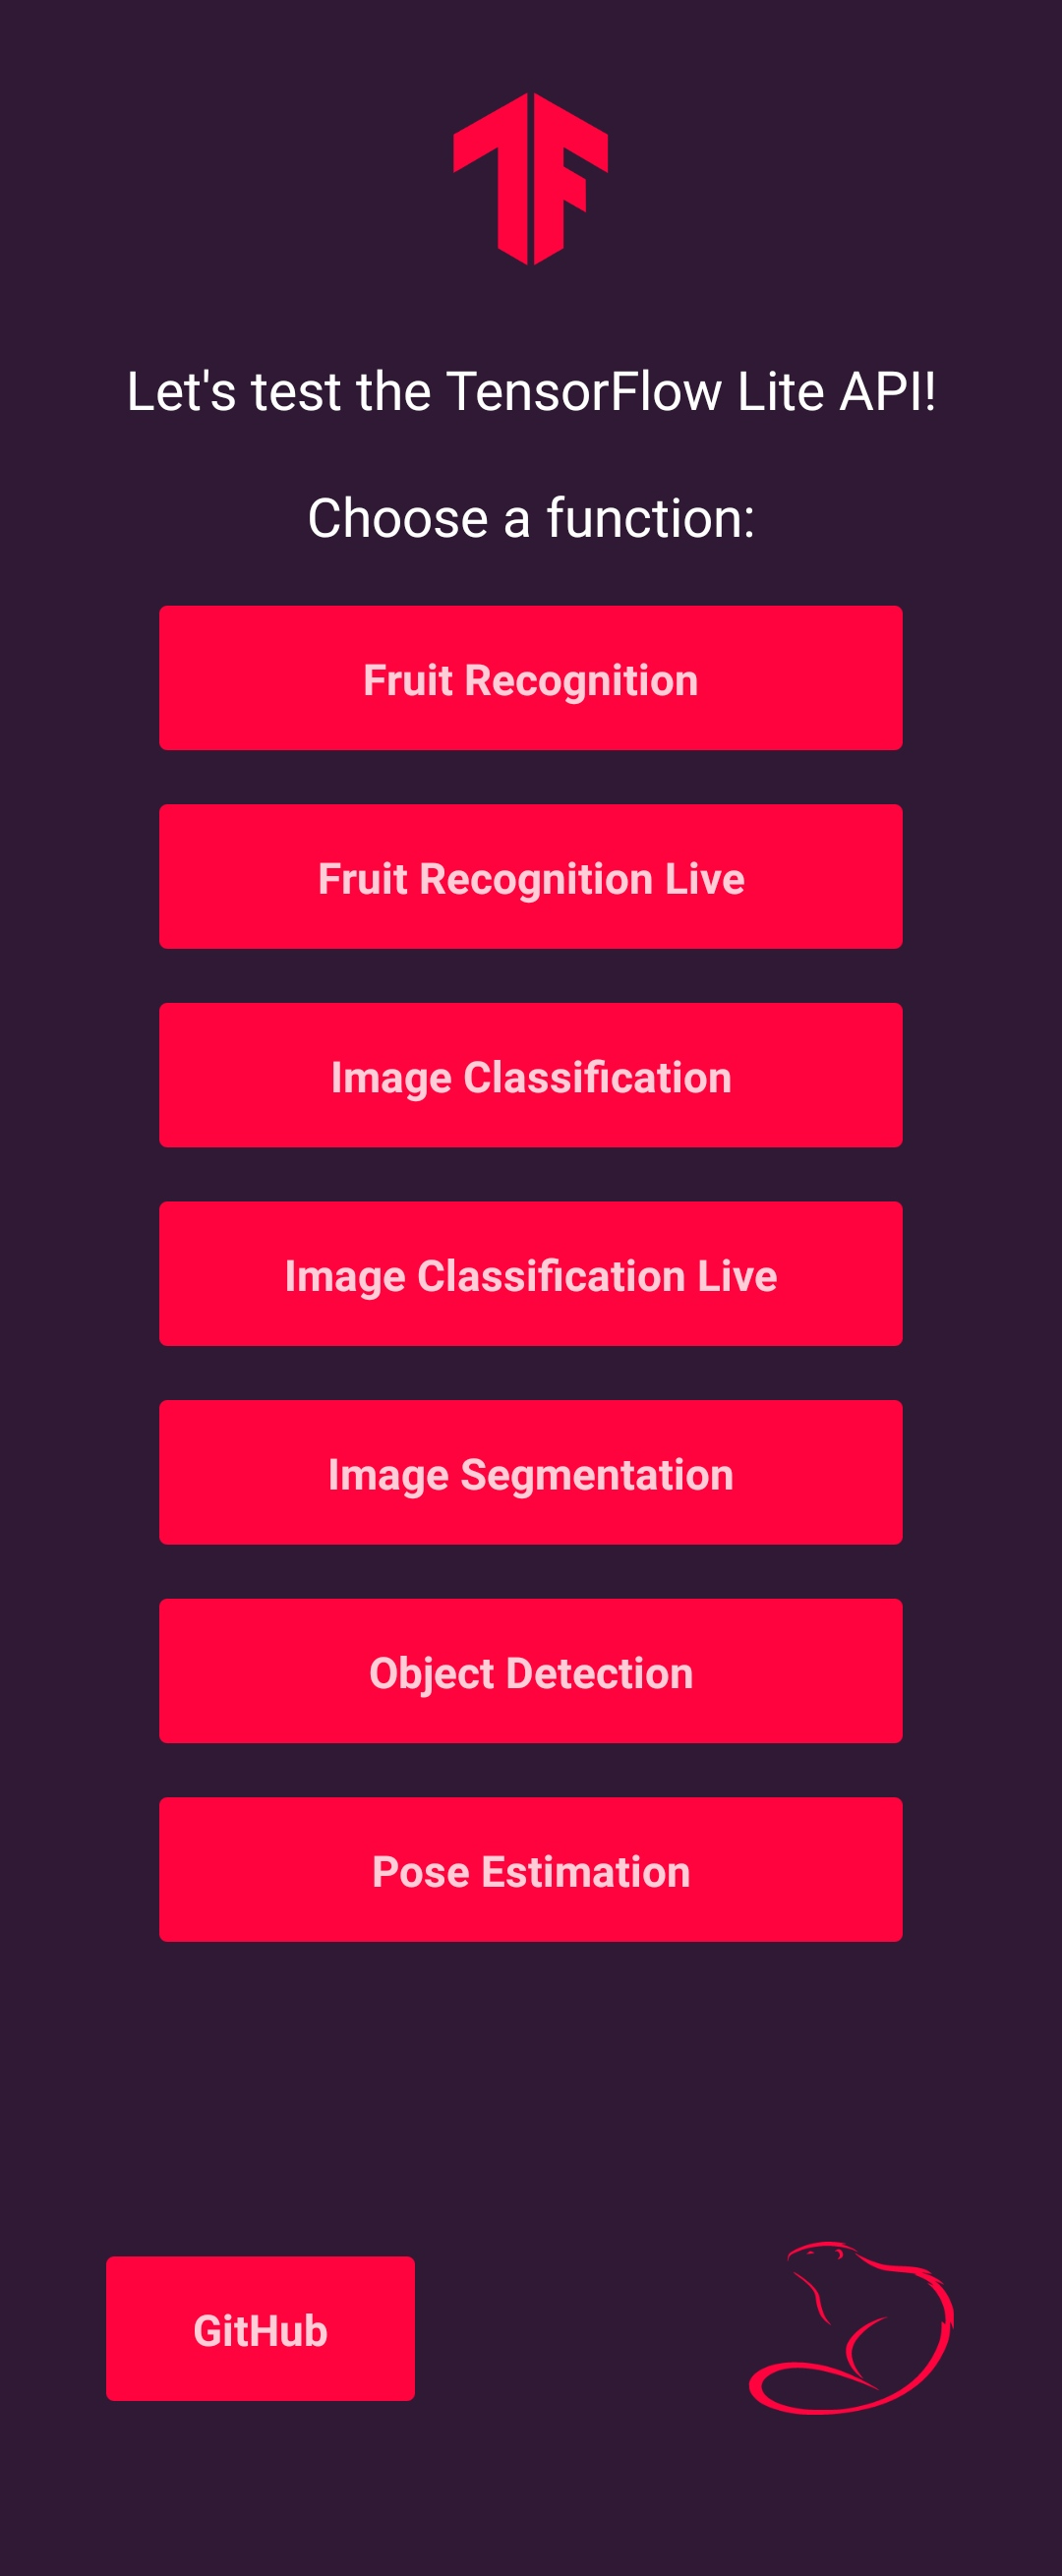 Let's test the TensorFlow Lite API!
Choose a function:
Fruit Recognition
Fruit Recognition Live
Image Classification
Image Classification Live
Image Segmentation
Object Detection
Pose Estimation
GitHub